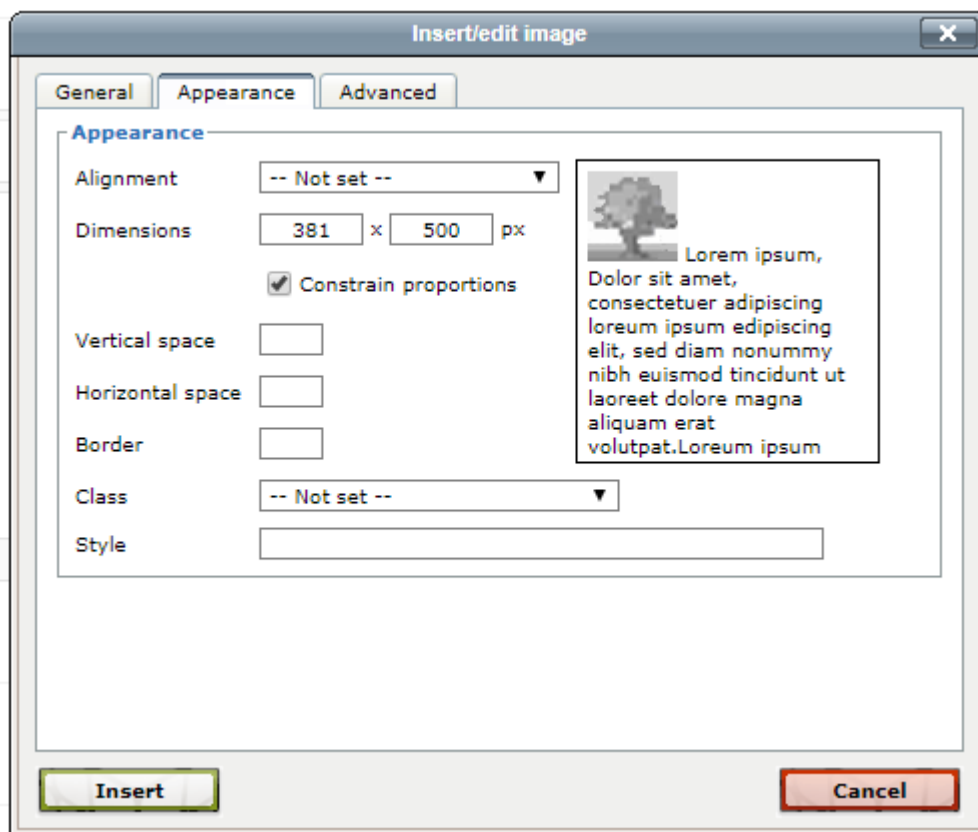 Insert/edit image
General Appearance Advanced
Appearance
Alignment -- Not set --
Dimensions 381 x 500 px
Constrain proportions
Vertical space
Horizontal space
Border
Class -- Not set --
Style
Lorem ipsum,
Dolor sit amet,
consectetuer adipiscing
loreum ipsum edipiscing
elit, sed diam nonummy
nibh euismod tincidunt ut
laoreet dolore magna
aliquam erat
volutpat.Loreum ipsum
Insert Cancel